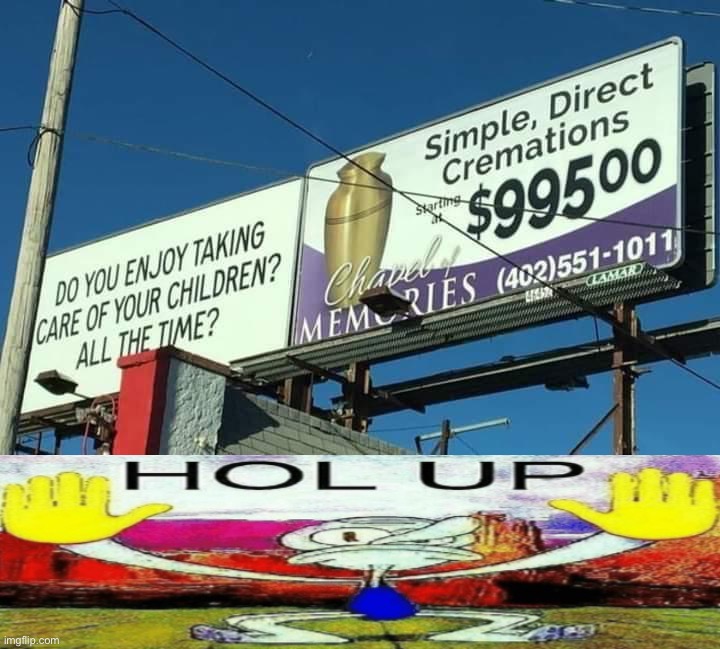 DO YOU ENJOY TAKING
CARE OF YOUR CHILDREN?
ALL THE TIME?
Simple, Direct
Cremations
Starting
at
$99500
Chapel of
MEMORIES
(402)551-1011
LAMAR
HOL UP
imgflip.com